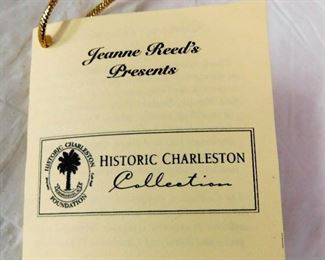 Jeanne Reed's
Presents
HISTORIC CHARLESTON
FOUNDATION
HISTORIC CHARLESTON
Collection